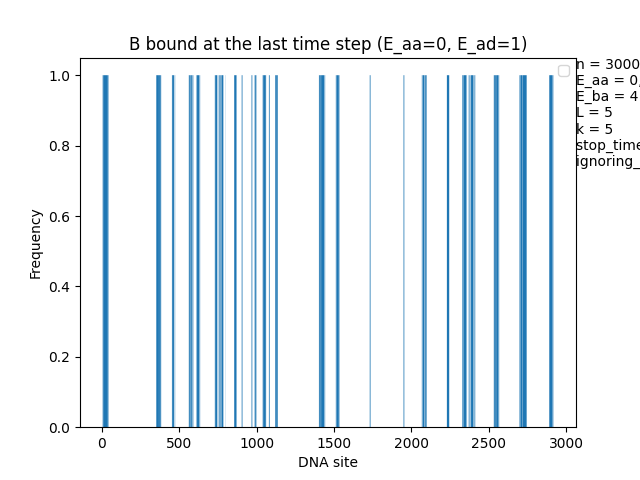 B bound at the last time step (E_aa=0, E_ad=1)
n = 3000
E_aa = 0,
E_ba = 4
L = 5
k = 5
stop_time
ignoring_
1.0
0.8
0.6
0.4
0.2
0.0
Frequency
0 500 1000 1500 2000 2500 3000
DNA site